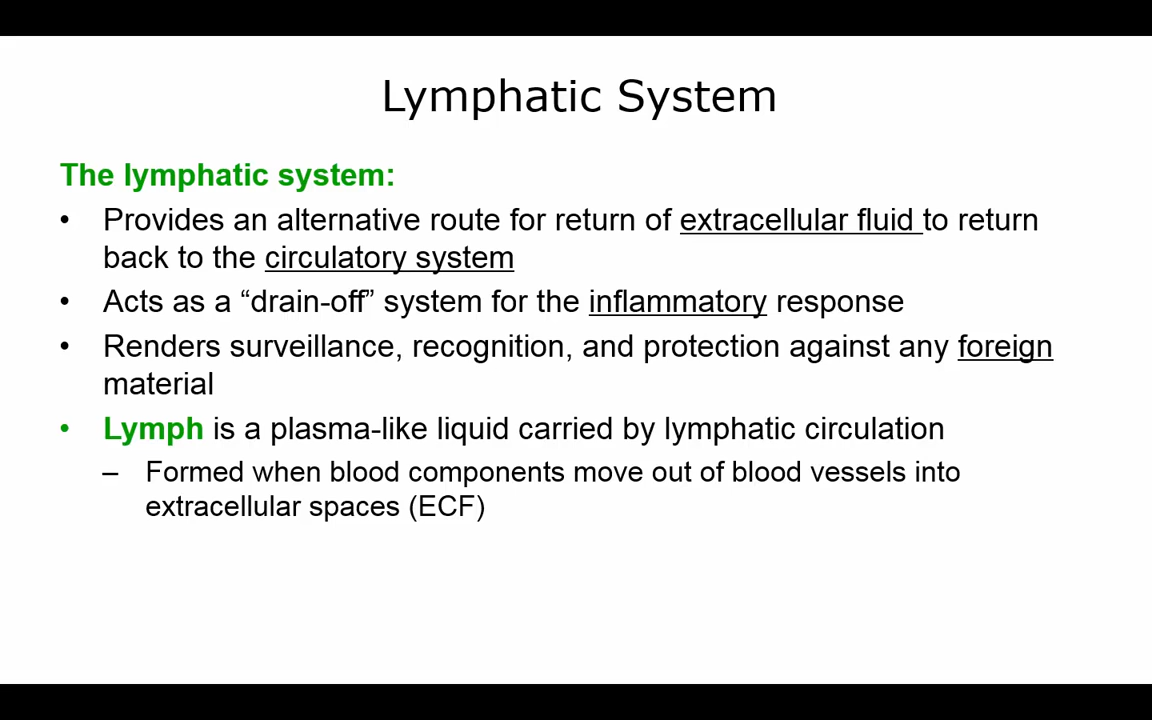 Lymphatic System
The lymphatic system:
• Provides an alternative route for return of extracellular fluid to return
back to the circulatory system
• Acts as a “drain-off” system for the inflammatory response
• Renders surveillance, recognition, and protection against any foreign
material
• Lymph is a plasma-like liquid carried by lymphatic circulation
– Formed when blood components move out of blood vessels into
extracellular spaces (ECF)